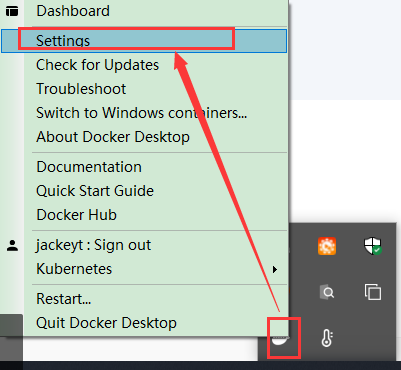 Dashboard
Settings
Check for Updates
Troubleshoot
Switch to Windows containers...
About Docker Desktop
Documentation
Quick Start Guide
Docker Hub
jackeyt : Sign out
Kubernetes
Restart...
Quit Docker Desktop